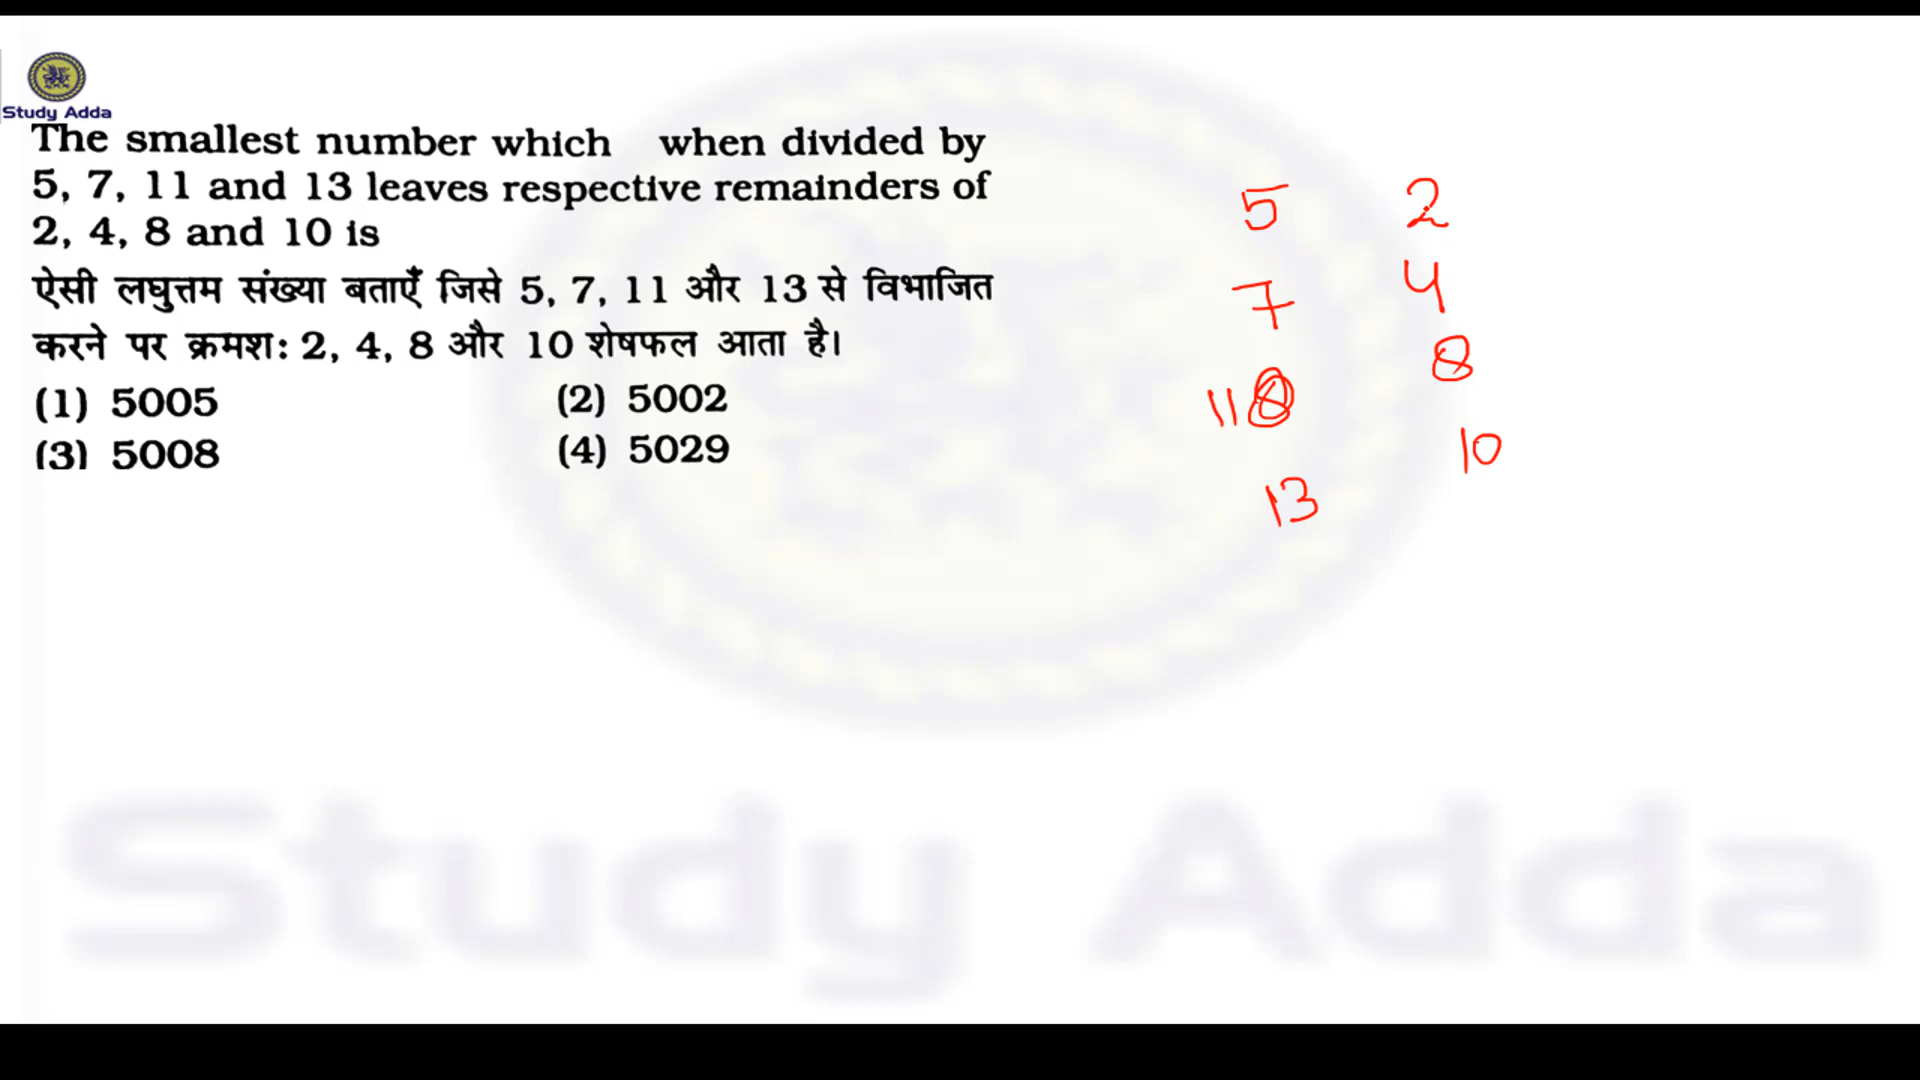 Study Adda
The smallest number which when divided by
5, 7, 11 and 13 leaves respective remainders of
2, 4, 8 and 10 is
ऐसी लघुत्तम संख्या बताएँ जिसे 5, 7, 11 और 13 से विभाजित
करने पर क्रमश: 2, 4, 8 और 10 शेषफल आता है।
(1) 5005 (2) 5002
(3) 5008 (4) 5029
5 2
7 4
11 8
10
13
Study Adda